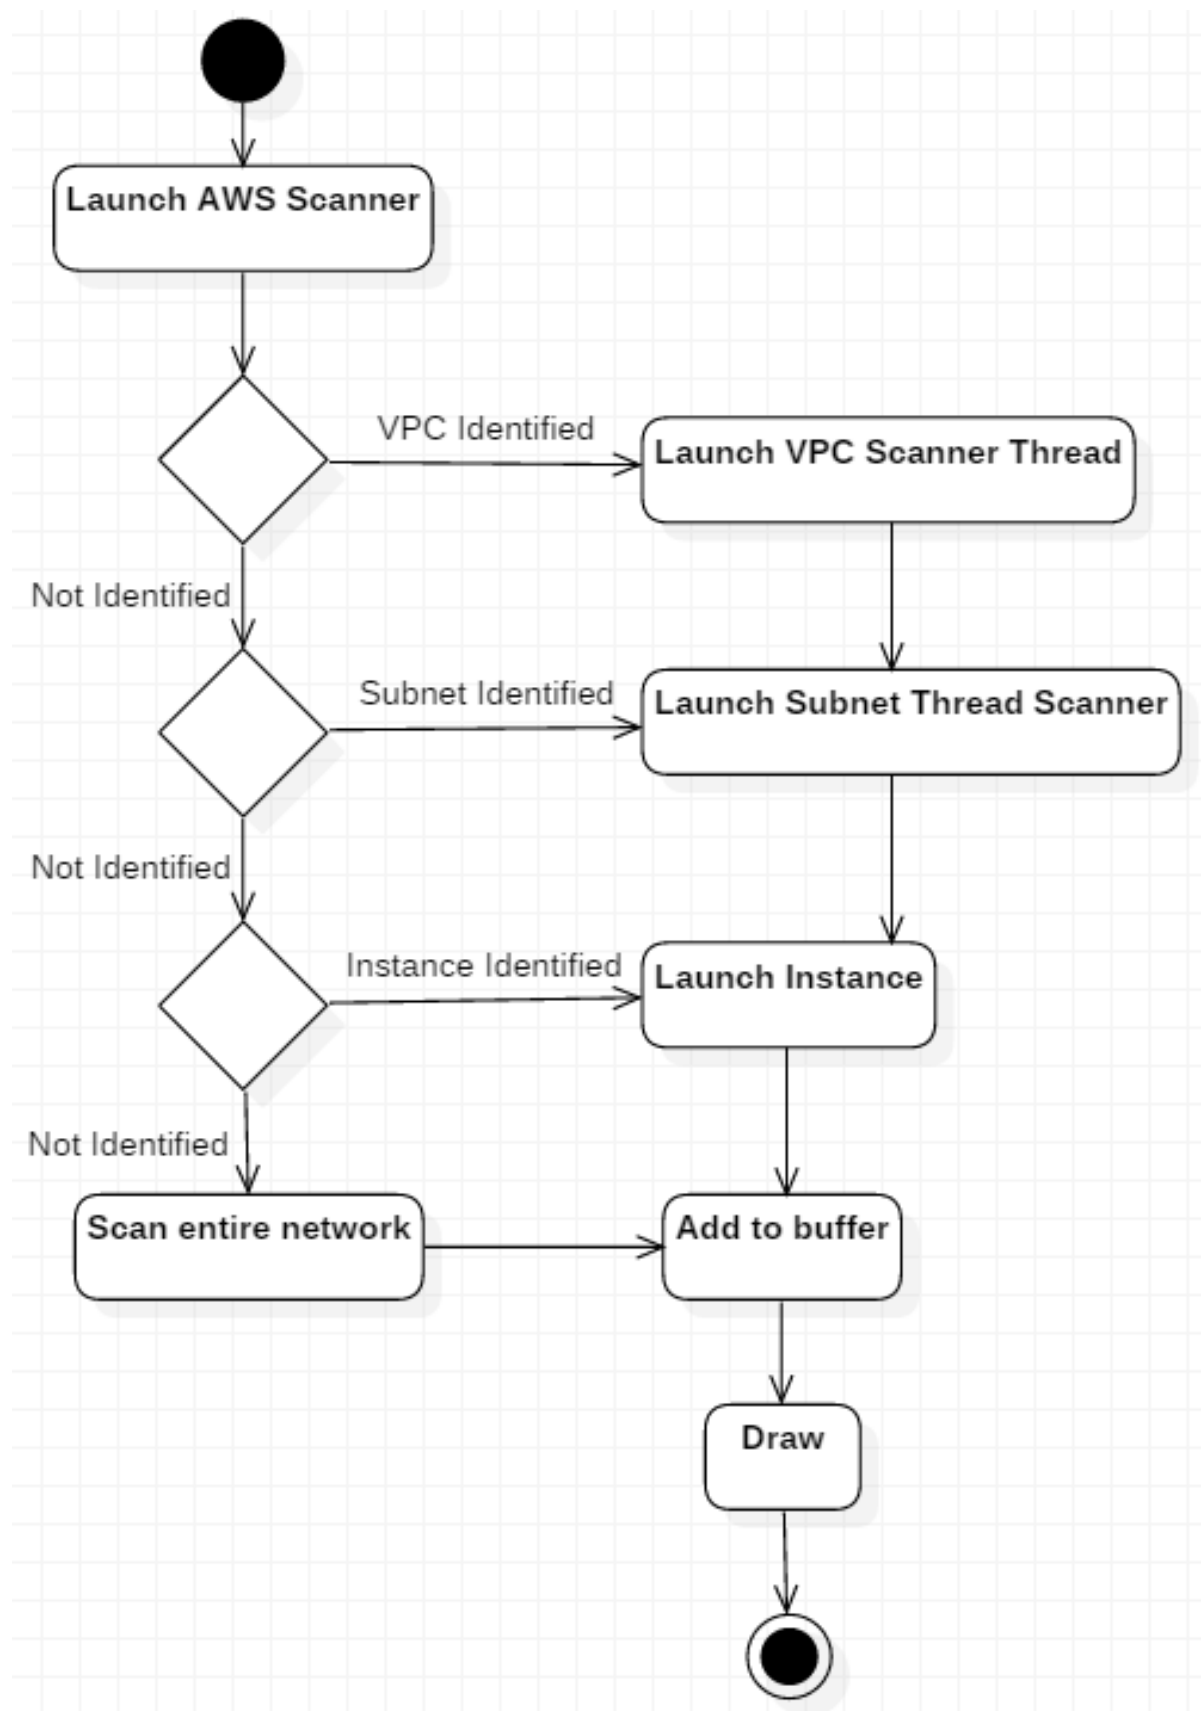 Launch AWS Scanner
VPC Identified
Launch VPC Scanner Thread
Not Identified
Subnet Identified
Launch Subnet Thread Scanner
Not Identified
Instance Identified
Launch Instance
Not Identified
Scan entire network
Add to buffer
Draw